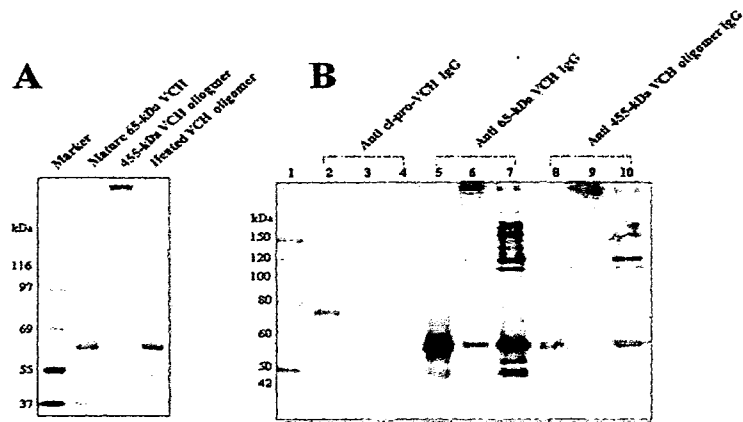 A
B
Marker
Mature 65-kDa VCH
455-kDa VCH oliogmer
Heated VCH oligomer
Anti cl-pro-VCH IgG
Anti 65-kDa VCH IgG
Anti 455-kDa VCH oligomer IgG
1 2 3 4 5 6 7 8 9 10
kDa
116
97
69
55
37
kDa
150
120
100
80
60
50
42